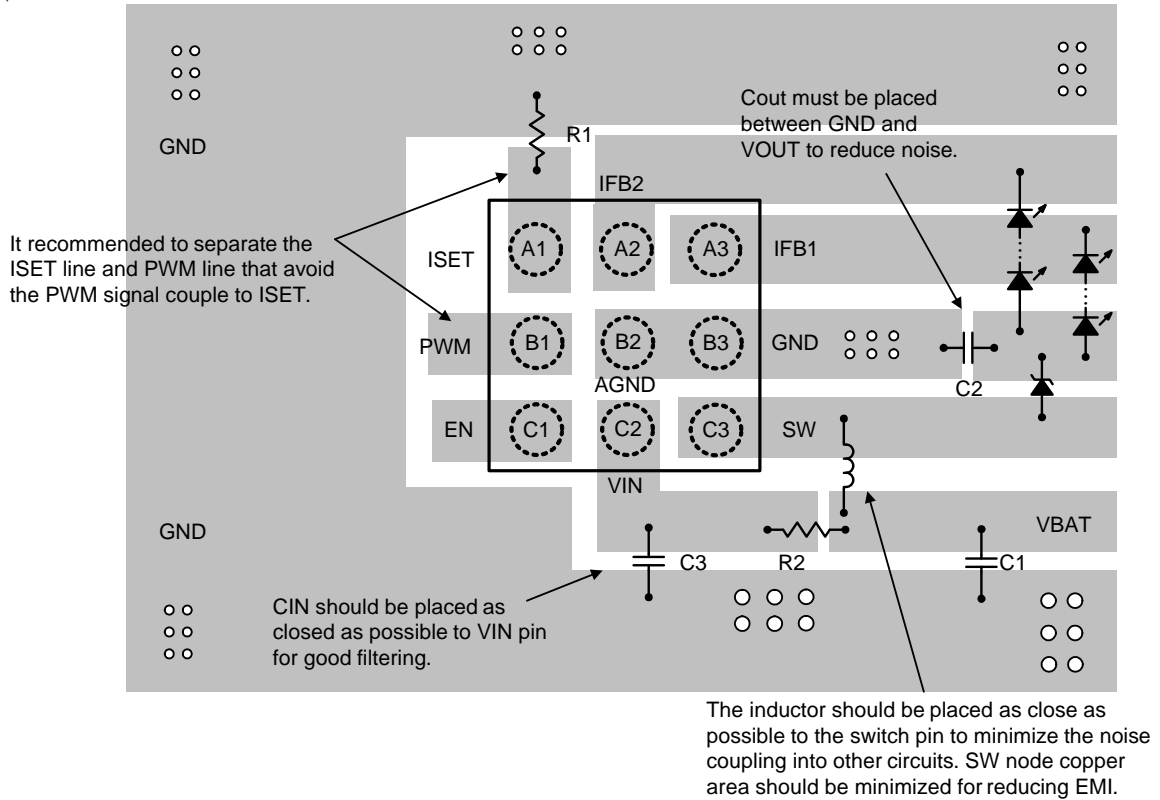 GND
R1
Cout must be placed
between GND and
VOUT to reduce noise.
IFB2
It recommended to separate the
ISET line and PWM line that avoid
the PWM signal couple to ISET.
ISET
A1
A2
A3
IFB1
PWM
B1
B2
B3
GND
AGND
C2
EN
C1
C2
C3
SW
VIN
GND
VBAT
C3
R2
C1
CIN should be placed as
closed as possible to VIN pin
for good filtering.
The inductor should be placed as close as
possible to the switch pin to minimize the noise
coupling into other circuits. SW node copper
area should be minimized for reducing EMI.